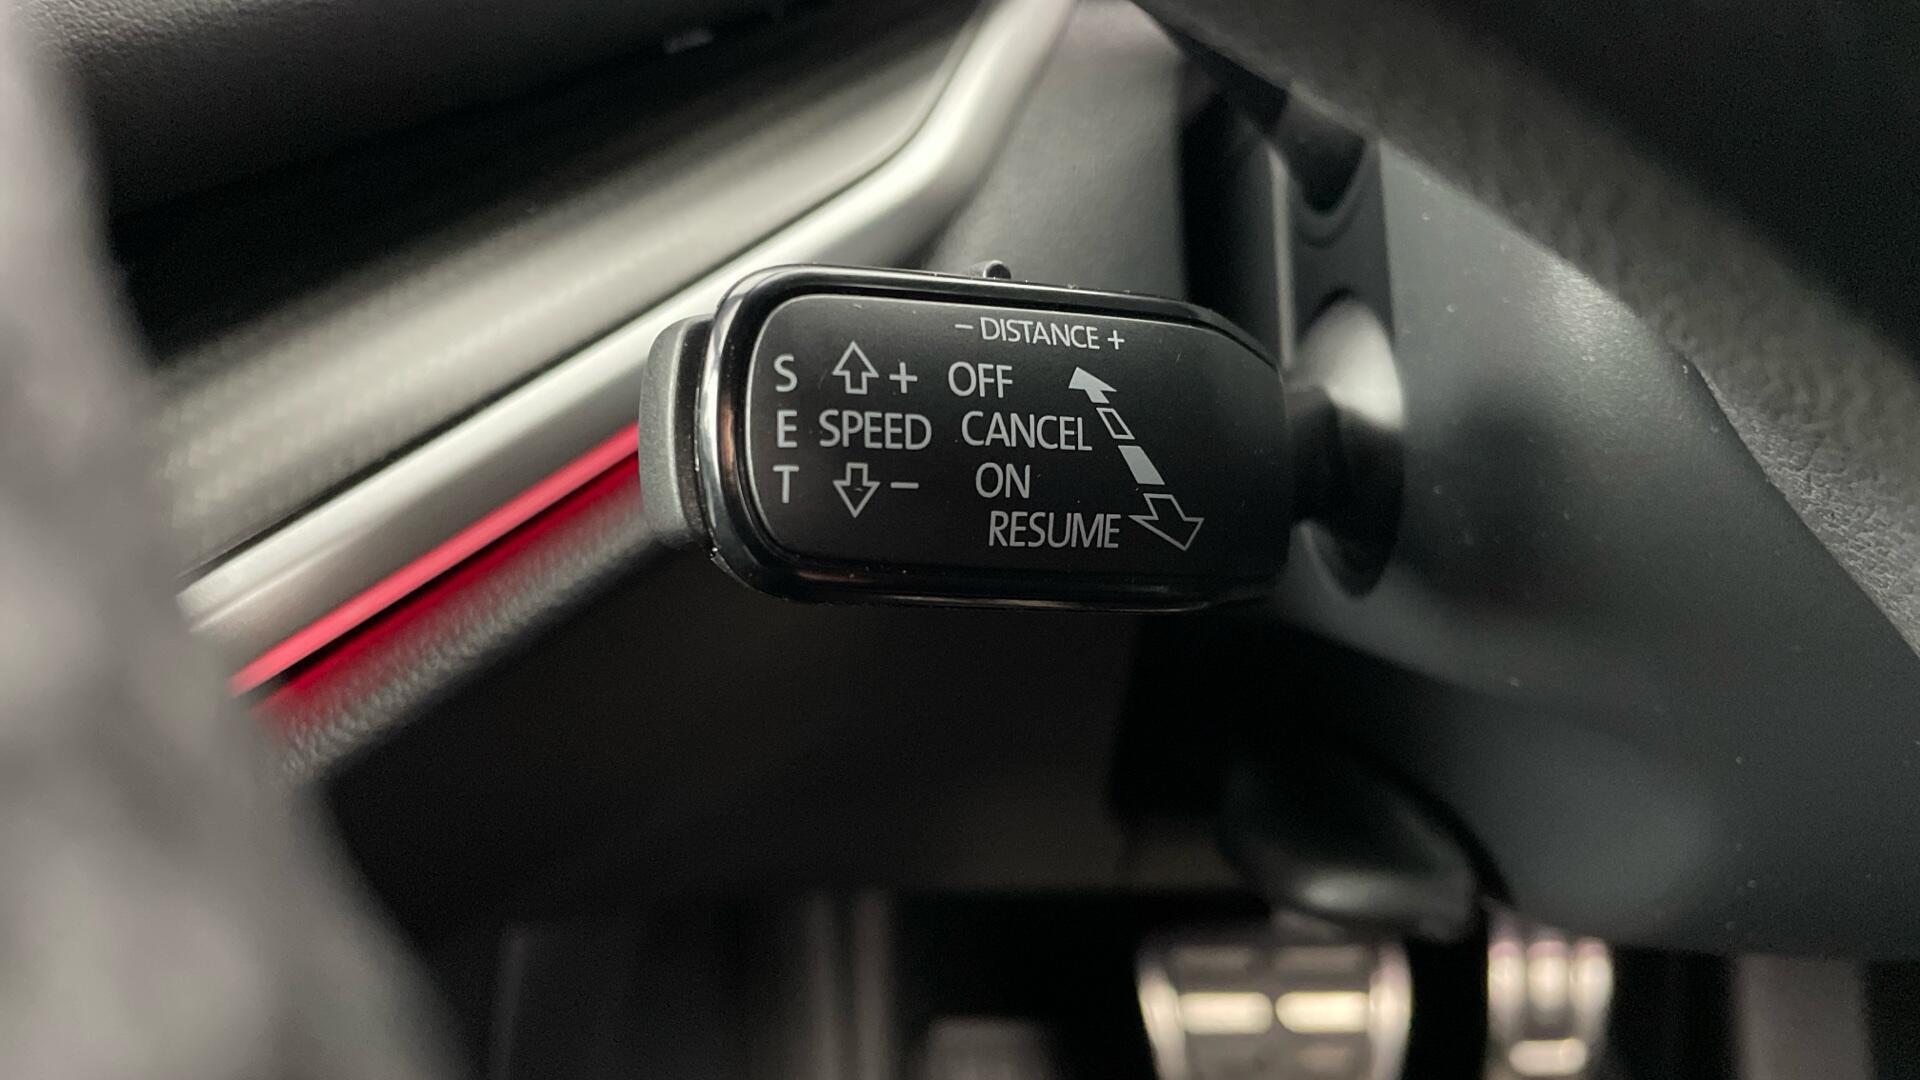 - DISTANCE +
S + OFF
E SPEED CANCEL
T - ON
RESUME